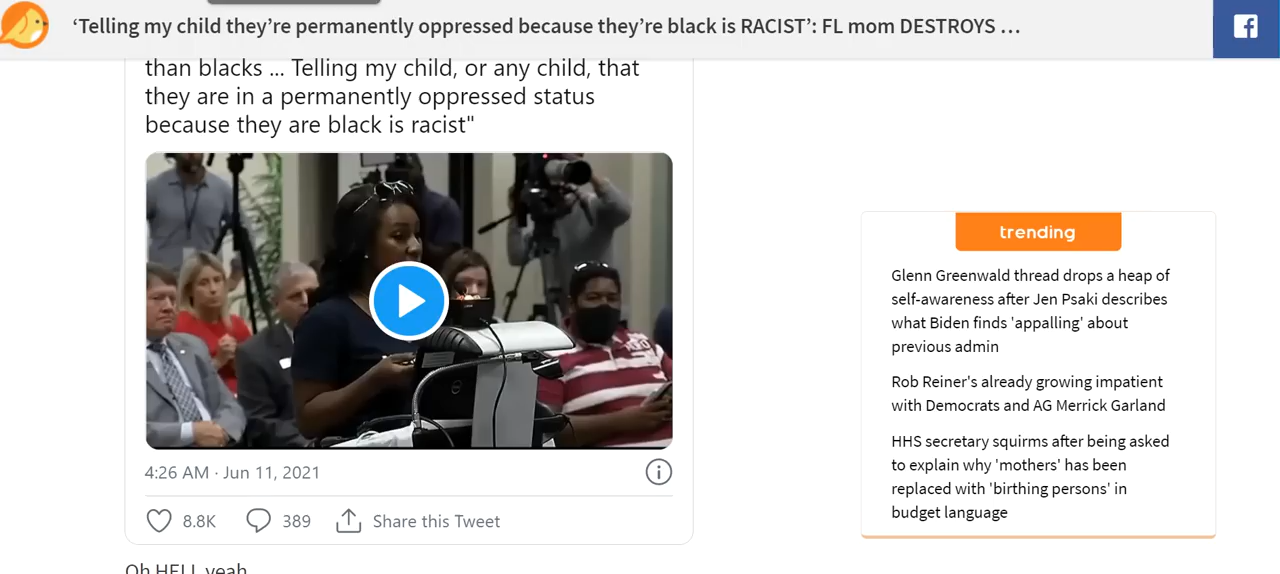 ‘Telling my child they’re permanently oppressed because they’re black is RACIST’: FL mom DESTROYS …
than blacks ... Telling my child, or any child, that
they are in a permanently oppressed status
because they are black is racist"
4:26 AM · Jun 11, 2021
8.8K 389 Share this Tweet
Oh HELL yeah
trending
Glenn Greenwald thread drops a heap of
self-awareness after Jen Psaki describes
what Biden finds 'appalling' about
previous admin
Rob Reiner's already growing impatient
with Democrats and AG Merrick Garland
HHS secretary squirms after being asked
to explain why 'mothers' has been
replaced with 'birthing persons' in
budget language